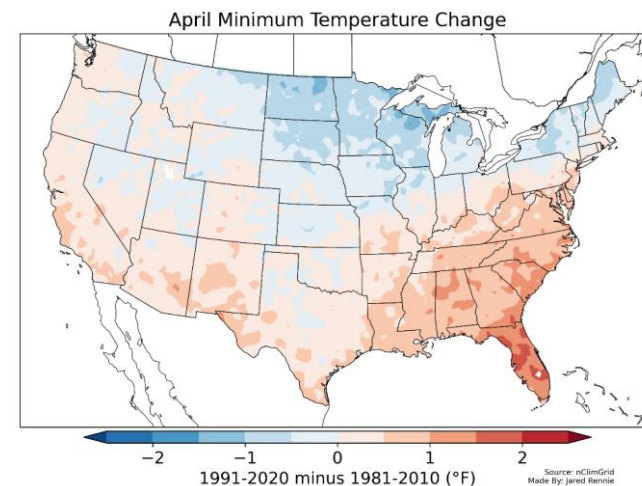 April Minimum Temperature Change
−2 −1 0 1 2
1991-2020 minus 1981-2010 (°F)
Source: nClimGrid
Made By: Jared Rennie